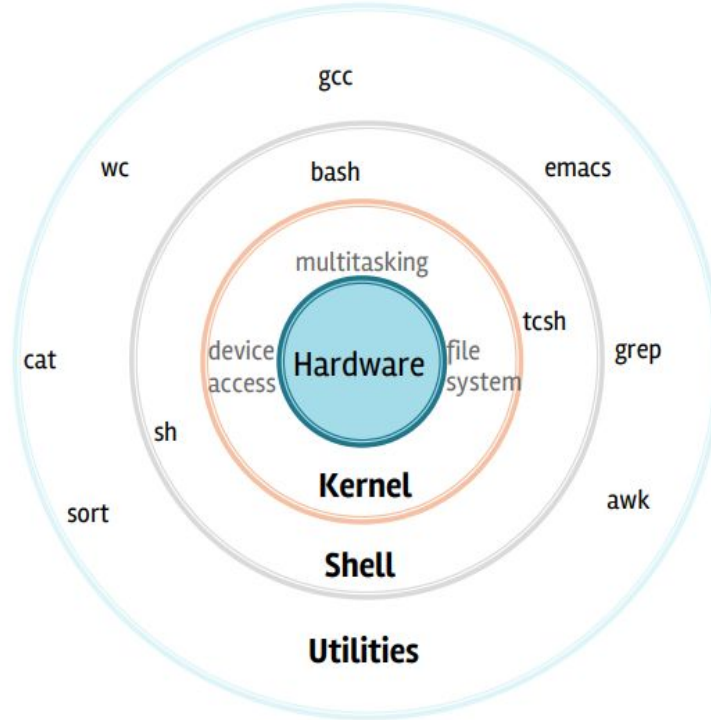 gcc
wc
emacs
bash
multitasking
tcsh
device
access
Hardware
file
system
cat
grep
sh
Kernel
awk
sort
Shell
Utilities